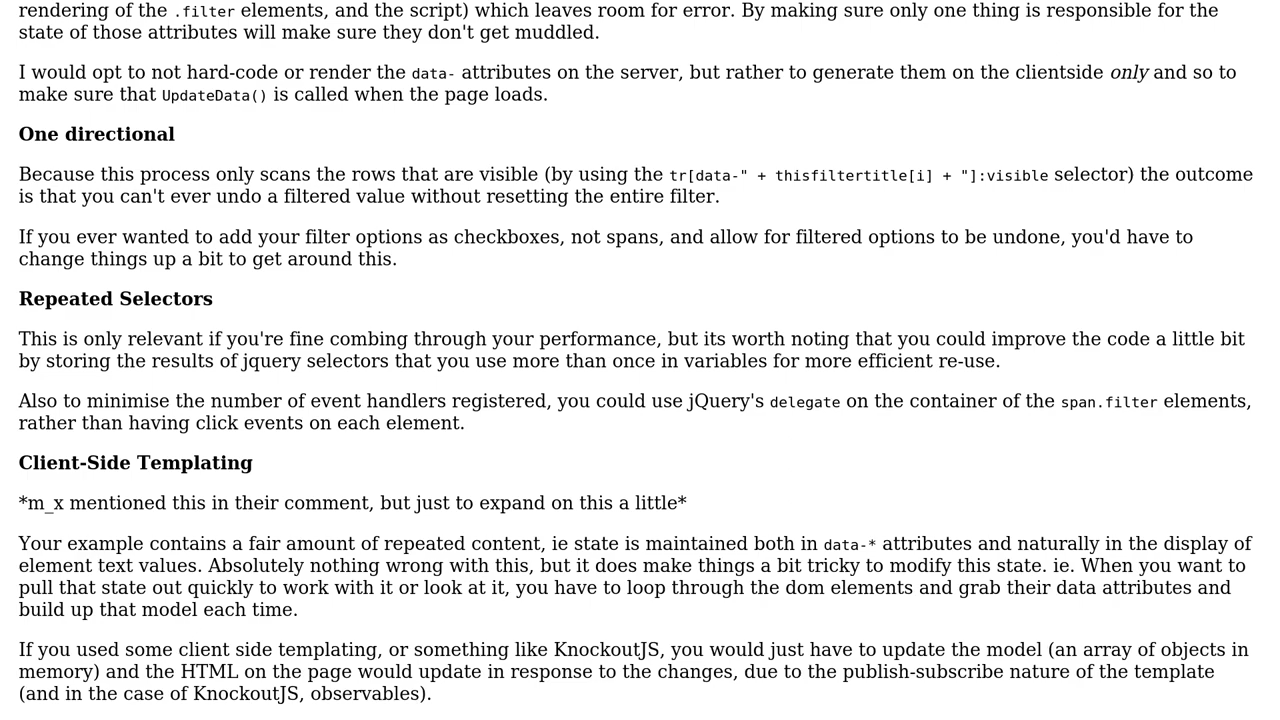 rendering of the .filter elements, and the script) which leaves room for error. By making sure only one thing is responsible for the
state of those attributes will make sure they don't get muddled.
I would opt to not hard-code or render the data- attributes on the server, but rather to generate them on the clientside only and so to
make sure that UpdateData() is called when the page loads.
One directional
Because this process only scans the rows that are visible (by using the tr[data-" + thisfiltertitle[i] + "]:visible selector) the outcome
is that you can't ever undo a filtered value without resetting the entire filter.
If you ever wanted to add your filter options as checkboxes, not spans, and allow for filtered options to be undone, you'd have to
change things up a bit to get around this.
Repeated Selectors
This is only relevant if you're fine combing through your performance, but its worth noting that you could improve the code a little bit
by storing the results of jquery selectors that you use more than once in variables for more efficient re-use.
Also to minimise the number of event handlers registered, you could use jQuery's delegate on the container of the span.filter elements,
rather than having click events on each element.
Client-Side Templating
*m_x mentioned this in their comment, but just to expand on this a little*
Your example contains a fair amount of repeated content, ie state is maintained both in data-* attributes and naturally in the display of
element text values. Absolutely nothing wrong with this, but it does make things a bit tricky to modify this state. ie. When you want to
pull that state out quickly to work with it or look at it, you have to loop through the dom elements and grab their data attributes and
build up that model each time.
If you used some client side templating, or something like KnockoutJS, you would just have to update the model (an array of objects in
memory) and the HTML on the page would update in response to the changes, due to the publish-subscribe nature of the template
(and in the case of KnockoutJS, observables).